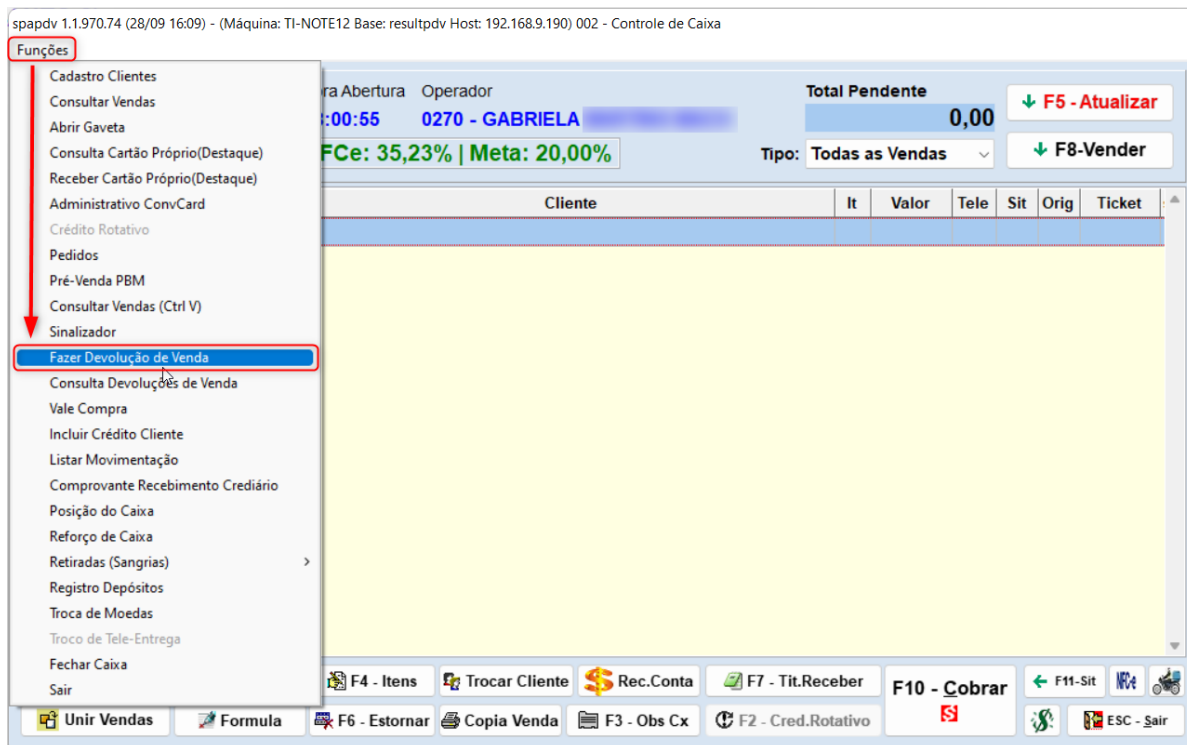 spapdv 1.1.970.74 (28/09 16:09) - (Máquina: TI-NOTE12 Base: resultpdv Host: 192.168.9.190) 002 - Controle de Caixa
Funções
Cadastro Clientes
Consultar Vendas
Abrir Gaveta
Consulta Cartão Próprio(Destaque)
Receber Cartão Próprio(Destaque)
Administrativo ConvCard
Crédito Rotativo
Pedidos
Pré-Venda PBM
Consultar Vendas (Ctrl V)
Sinalizador
Fazer Devolução de Venda
Consulta Devoluções de Venda
Vale Compra
Incluir Crédito Cliente
Listar Movimentação
Comprovante Recebimento Crediário
Posição do Caixa
Reforço de Caixa
Retiradas (Sangrias)
Registro Depósitos
Troca de Moedas
Troco de Tele-Entrega
Fechar Caixa
Sair
ra Abertura Operador
:00:55 0270 - GABRIELA
FCe: 35,23% | Meta: 20,00%
Total Pendente
0,00
Tipo: Todas as Vendas
F5 - Atualizar
F8-Vender
Cliente It Valor Tele Sit Orig Ticket
F4 - Itens Trocar Cliente Rec.Conta F7 - Tit.Receber F10 - Cobrar F11-Sit NFCe
Unir Vendas Formula F6 - Estornar Copia Venda F3 - Obs Cx F2 - Cred.Rotativo S ESC - Sair